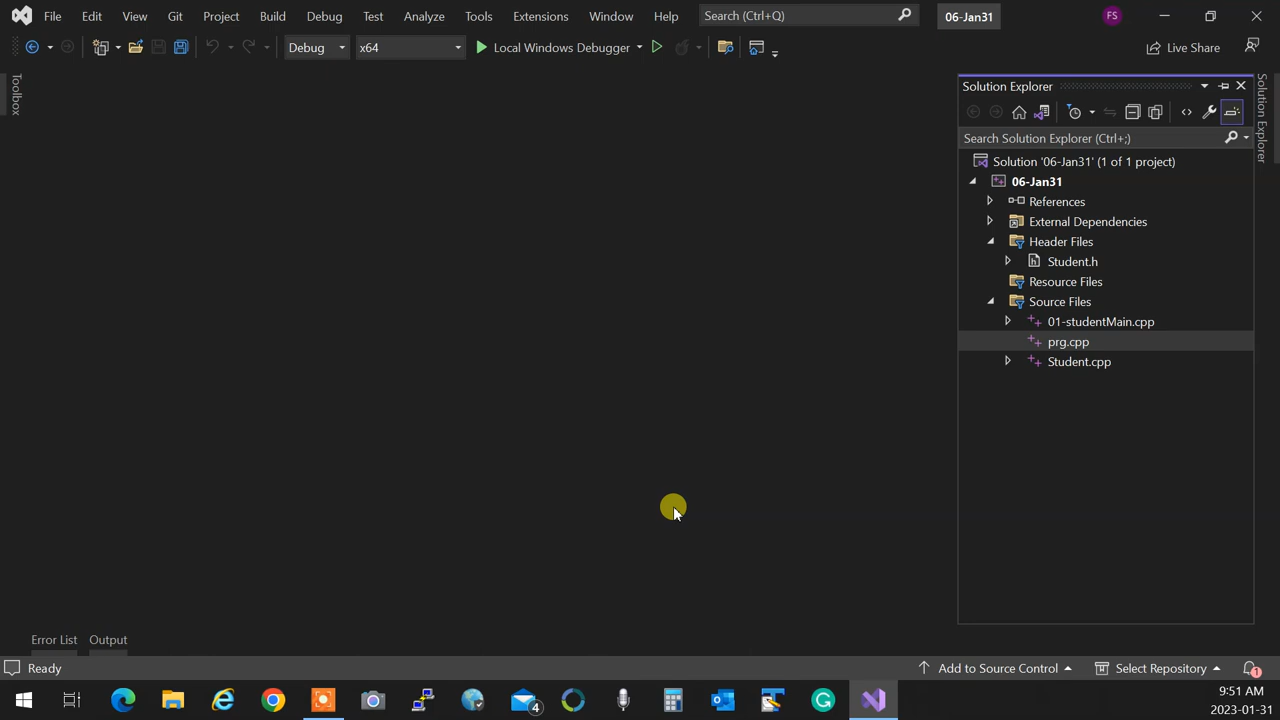 File Edit View Git Project Build Debug Test Analyze Tools Extensions Window Help Search (Ctrl+Q) 06-Jan31 FS
Debug x64 Local Windows Debugger Live Share
Toolbox
Solution Explorer
Solution Explorer
Search Solution Explorer (Ctrl+;)
Solution '06-Jan31' (1 of 1 project)
06-Jan31
References
External Dependencies
Header Files
Student.h
Resource Files
Source Files
01-studentMain.cpp
prg.cpp
Student.cpp
Error List Output
Ready Add to Source Control Select Repository 1
4
9:51 AM
2023-01-31